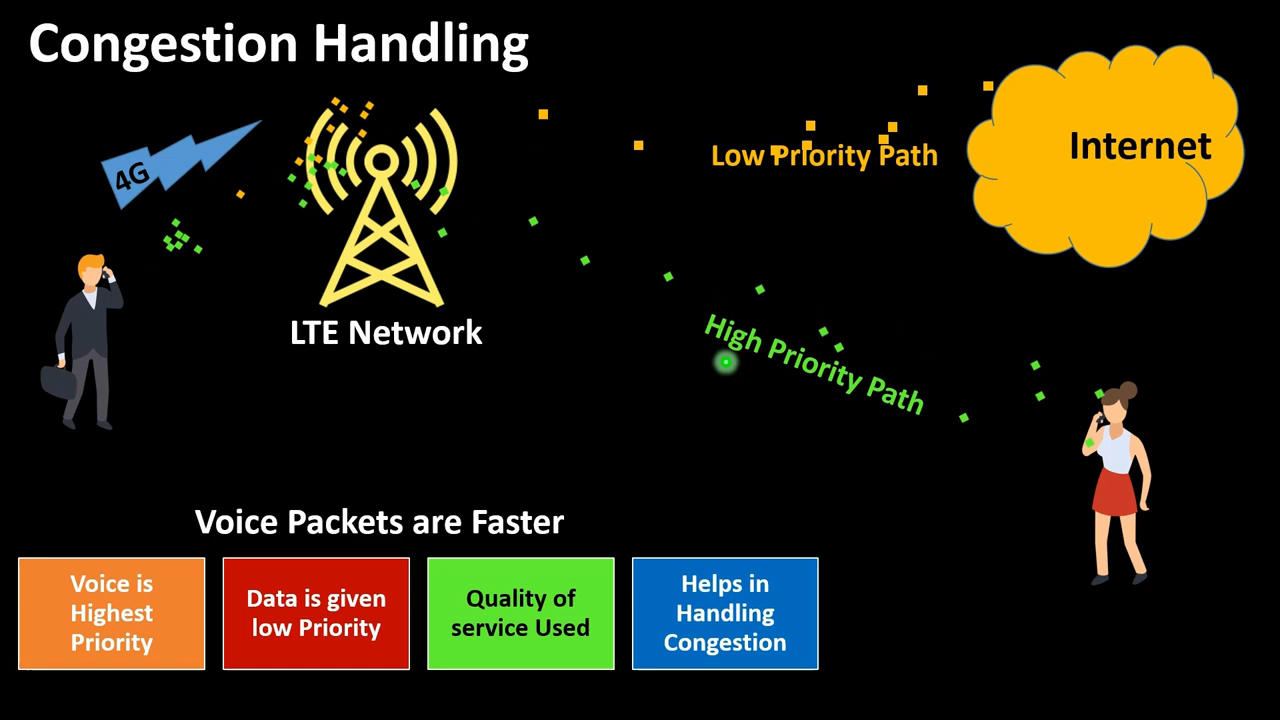 Congestion Handling
4G
Internet
Low Priority Path
LTE Network
High Priority Path
Voice Packets are Faster
Voice is
Highest
Priority
Data is given
low Priority
Quality of
service Used
Helps in
Handling
Congestion